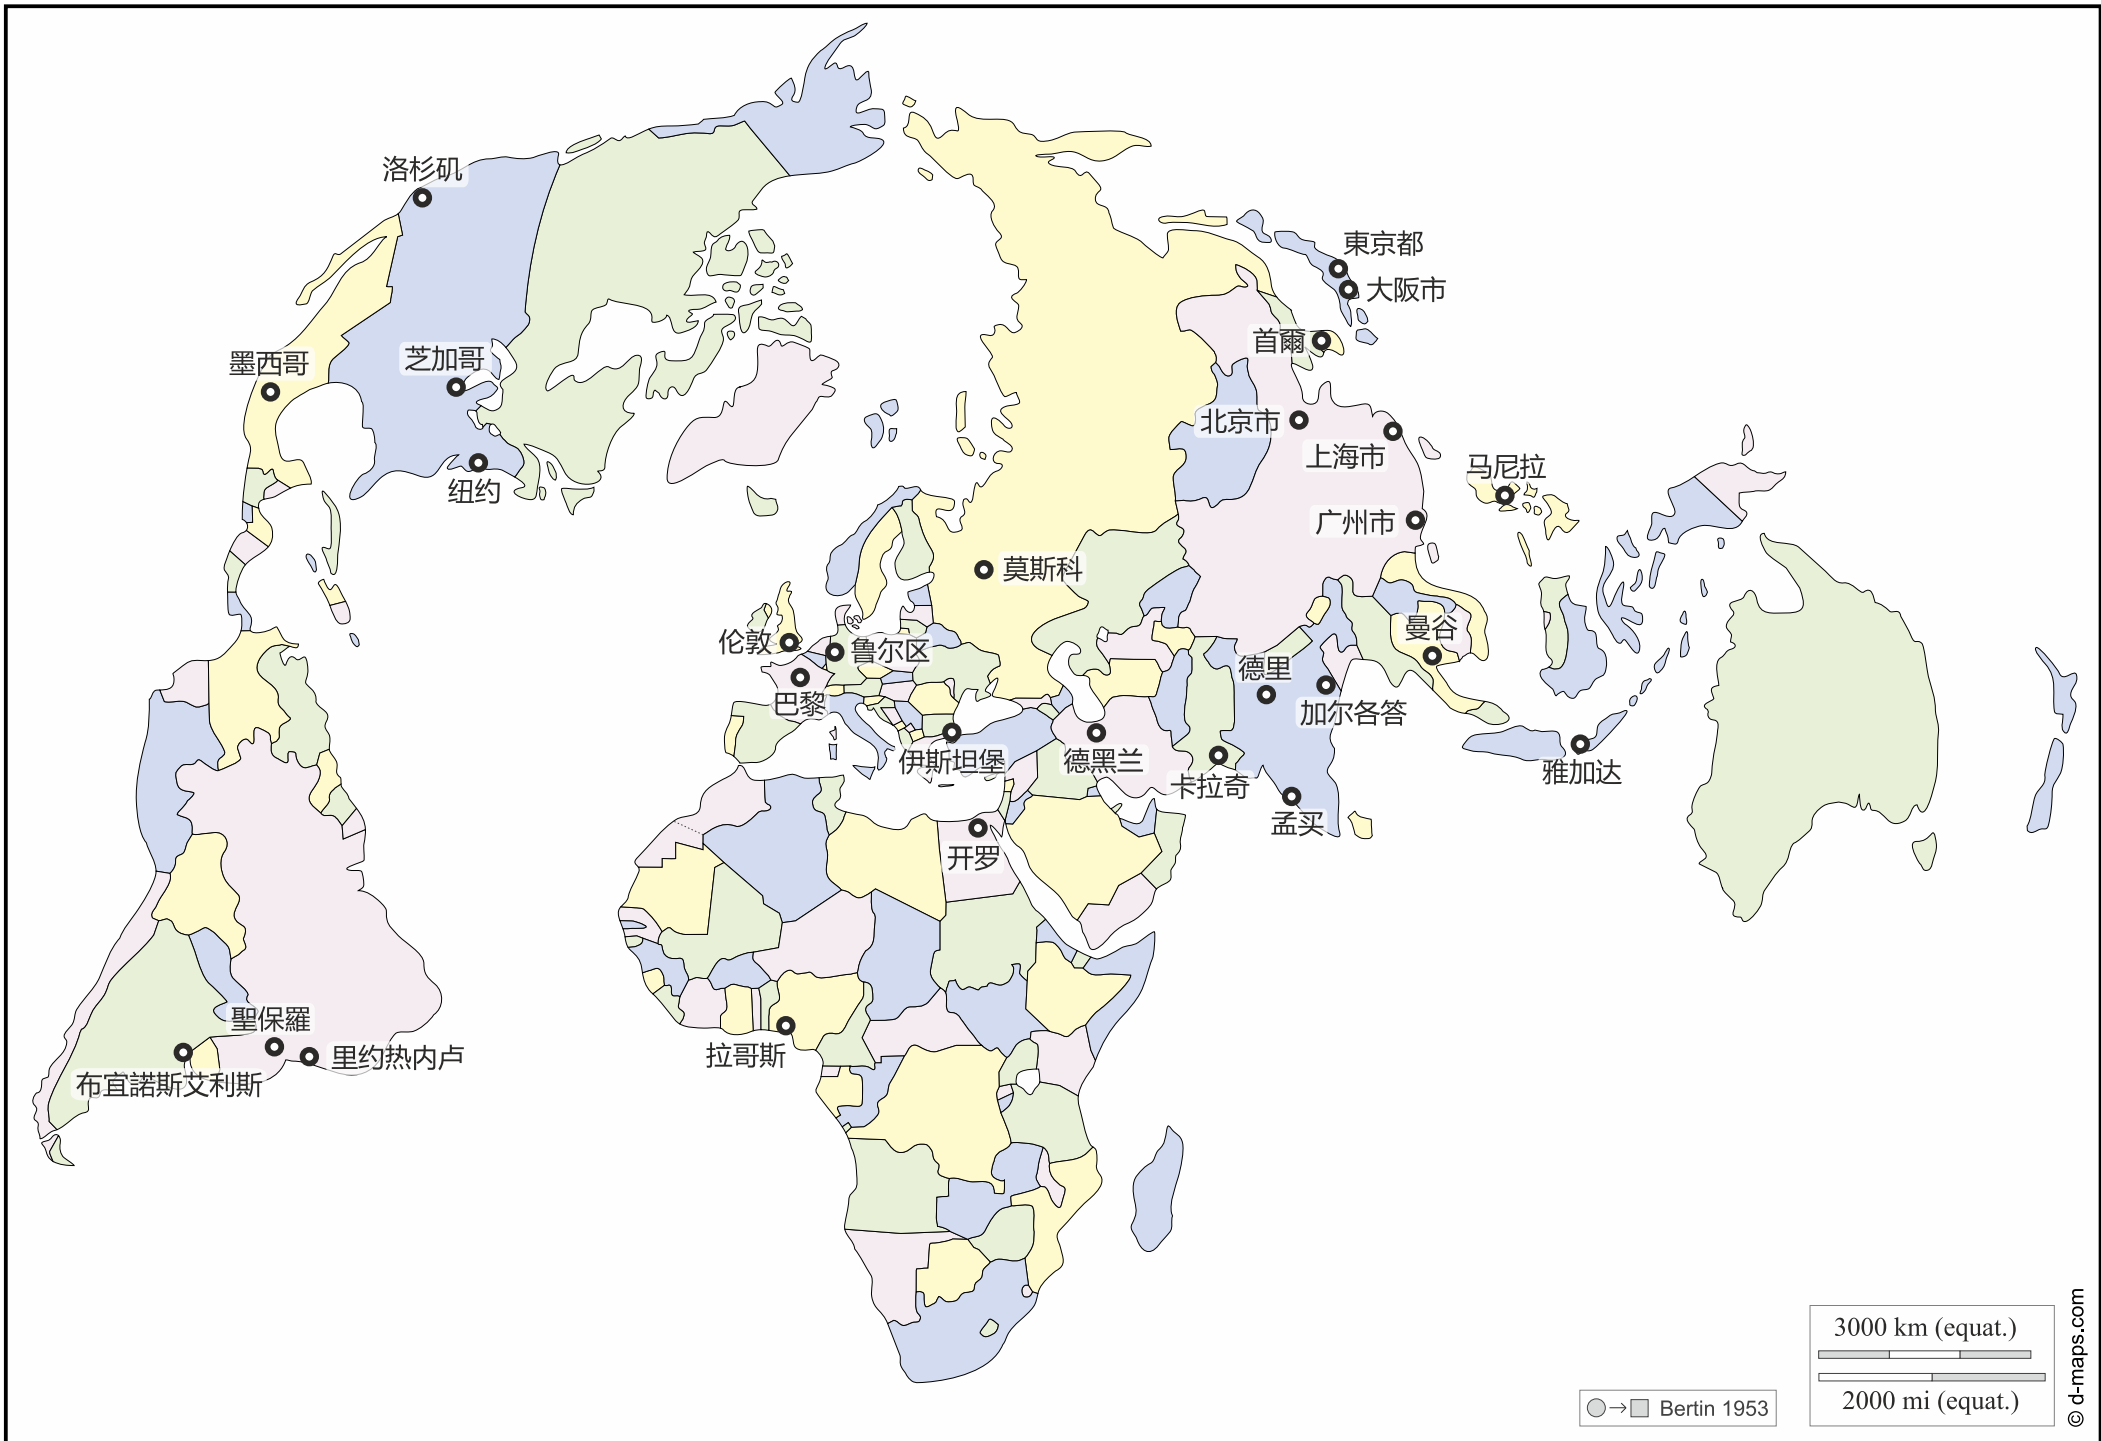 洛杉矶
東京都
大阪市
首爾
墨西哥
芝加哥
北京市
上海市
马尼拉
纽约
广州市
莫斯科
伦敦
鲁尔区
曼谷
德里
巴黎
加尔各答
伊斯坦堡
德黑兰
卡拉奇
雅加达
孟买
开罗
聖保羅
里约热内卢
拉哥斯
布宜諾斯艾利斯
3000 km (equat.)
2000 mi (equat.)
Bertin 1953
© d-maps.com